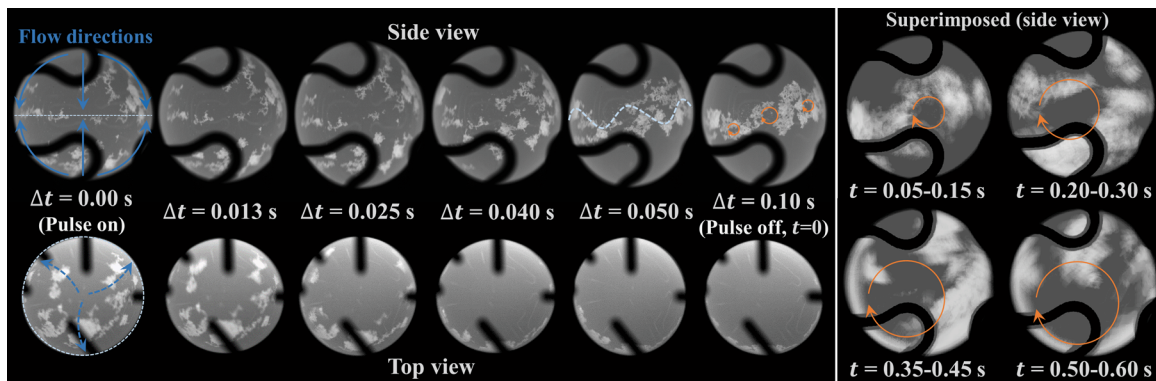 Flow directions
Side view
Superimposed (side view)
Δt = 0.00 s
(Pulse on)
Δt = 0.013 s
Δt = 0.025 s
Δt = 0.040 s
Δt = 0.050 s
Δt = 0.10 s
(Pulse off, t=0)
t = 0.05-0.15 s
t = 0.20-0.30 s
Top view
t = 0.35-0.45 s
t = 0.50-0.60 s